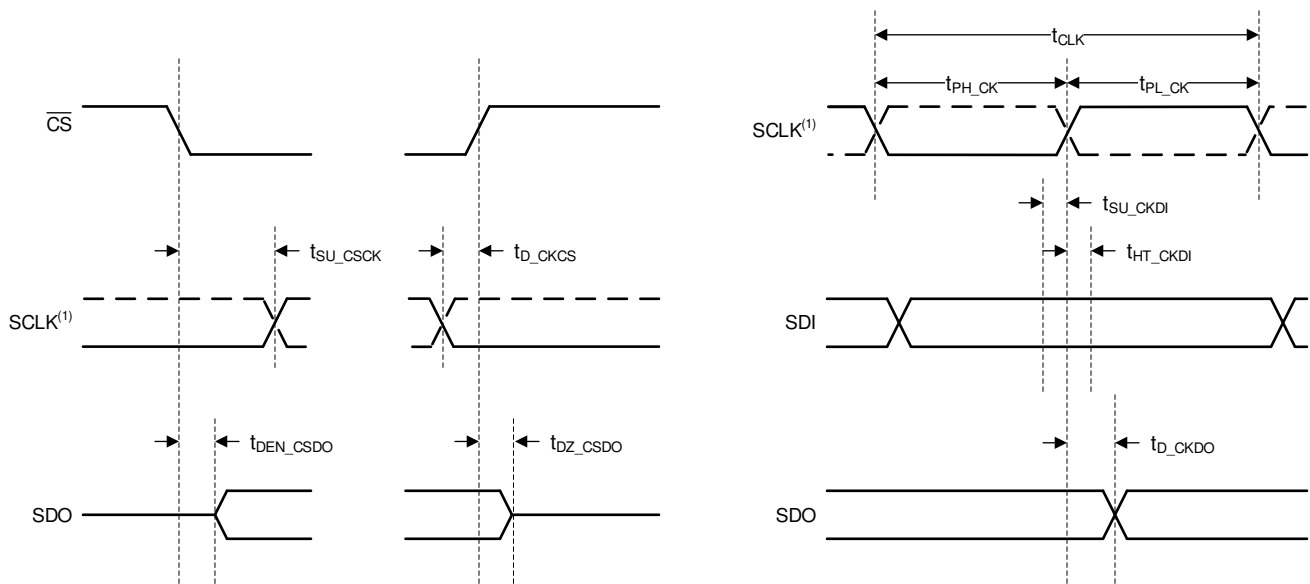 CS
SCLK(1)
SDO
tSU_CSCK
tD_CKCS
tDEN_CSDO
tDZ_CSDO
tCLK
tPH_CK
tPL_CK
SCLK(1)
tSU_CKDI
tHT_CKDI
SDI
tD_CKDO
SDO